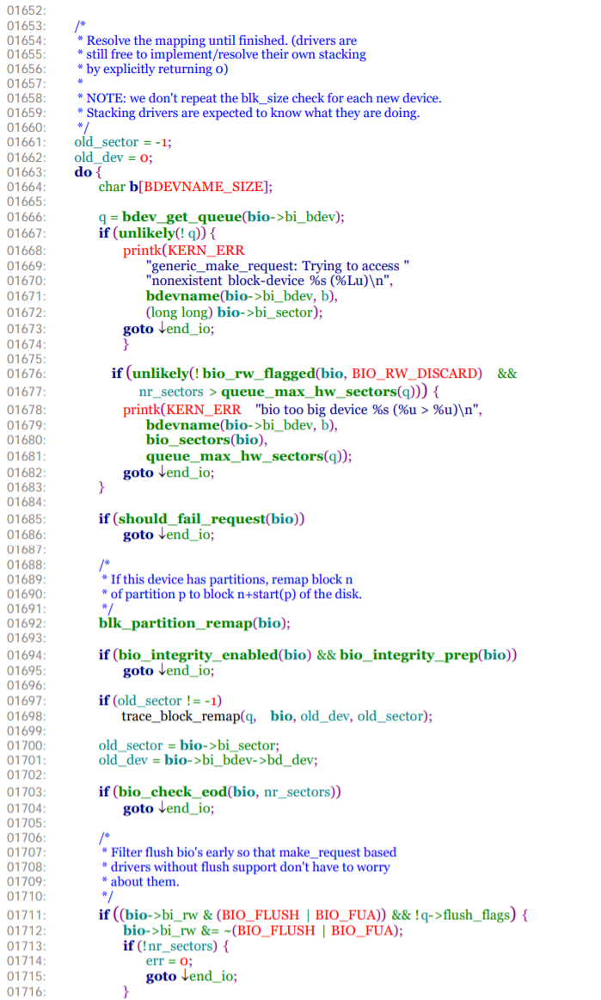 01652:
01653: /*
01654: * Resolve the mapping until finished. (drivers are
01655: * still free to implement/resolve their own stacking
01656: * by explicitly returning 0)
01657: *
01658: * NOTE: we don't repeat the blk_size check for each new device.
01659: * Stacking drivers are expected to know what they are doing.
01660: */
01661: old_sector = -1;
01662: old_dev = 0;
01663: do {
01664: char b[BDEVNAME_SIZE];
01665:
01666: q = bdev_get_queue(bio->bi_bdev);
01667: if (unlikely(! q)) {
01668: printk(KERN_ERR
01669: "generic_make_request: Trying to access "
01670: "nonexistent block-device %s (%Lu)\n",
01671: bdevname(bio->bi_bdev, b),
01672: (long long) bio->bi_sector);
01673: goto ↓end_io;
01674: }
01675:
01676: if (unlikely(! bio_rw_flagged(bio, BIO_RW_DISCARD) &&
01677: nr_sectors > queue_max_hw_sectors(q))) {
01678: printk(KERN_ERR "bio too big device %s (%u > %u)\n",
01679: bdevname(bio->bi_bdev, b),
01680: bio_sectors(bio),
01681: queue_max_hw_sectors(q));
01682: goto ↓end_io;
01683: }
01684:
01685: if (should_fail_request(bio))
01686: goto ↓end_io;
01687:
01688: /*
01689: * If this device has partitions, remap block n
01690: * of partition p to block n+start(p) of the disk.
01691: */
01692: blk_partition_remap(bio);
01693:
01694: if (bio_integrity_enabled(bio) && bio_integrity_prep(bio))
01695: goto ↓end_io;
01696:
01697: if (old_sector != -1)
01698: trace_block_remap(q, bio, old_dev, old_sector);
01699:
01700: old_sector = bio->bi_sector;
01701: old_dev = bio->bi_bdev->bd_dev;
01702:
01703: if (bio_check_eod(bio, nr_sectors))
01704: goto ↓end_io;
01705:
01706: /*
01707: * Filter flush bio's early so that make_request based
01708: * drivers without flush support don't have to worry
01709: * about them.
01710: */
01711: if ((bio->bi_rw & (BIO_FLUSH | BIO_FUA)) && !q->flush_flags) {
01712: bio->bi_rw &= ~(BIO_FLUSH | BIO_FUA);
01713: if (!nr_sectors) {
01714: err = 0;
01715: goto ↓end_io;
01716: }